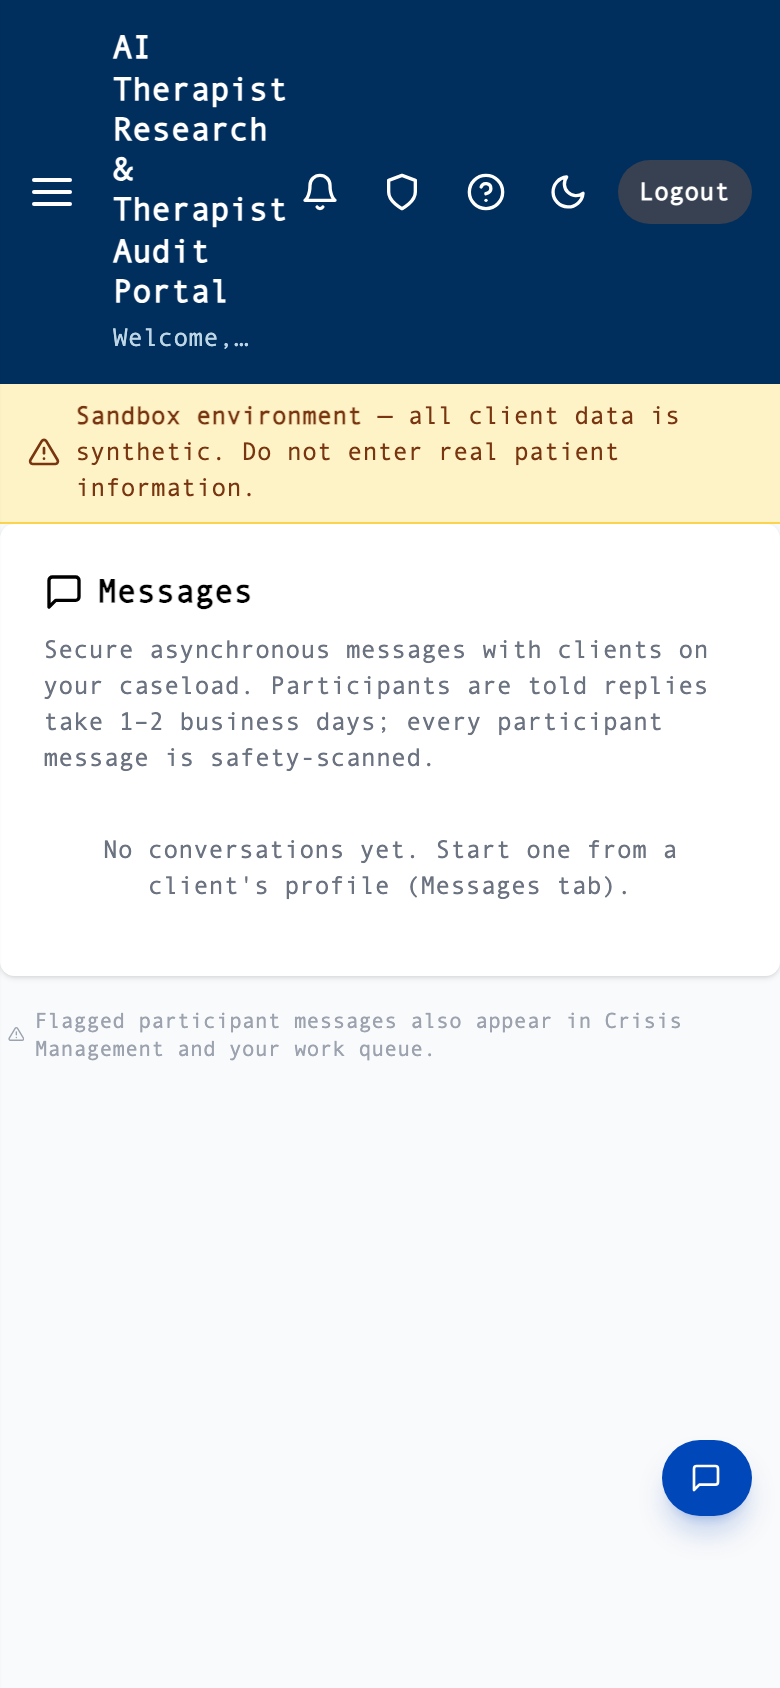 AI
Therapist
Research
&
Therapist
Audit
Portal
Welcome,…
Logout
Sandbox environment — all client data is
synthetic. Do not enter real patient
information.
Messages
Secure asynchronous messages with clients on
your caseload. Participants are told replies
take 1–2 business days; every participant
message is safety-scanned.
No conversations yet. Start one from a
client's profile (Messages tab).
Flagged participant messages also appear in Crisis
Management and your work queue.